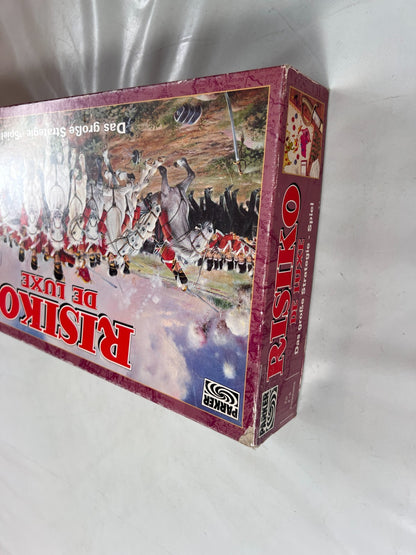 PARKER
RISIKO
DE LUXE
Das große Strategie-Spiel
PARKER
RISIKO
DE LUXE
Das große Strategie-Spiel